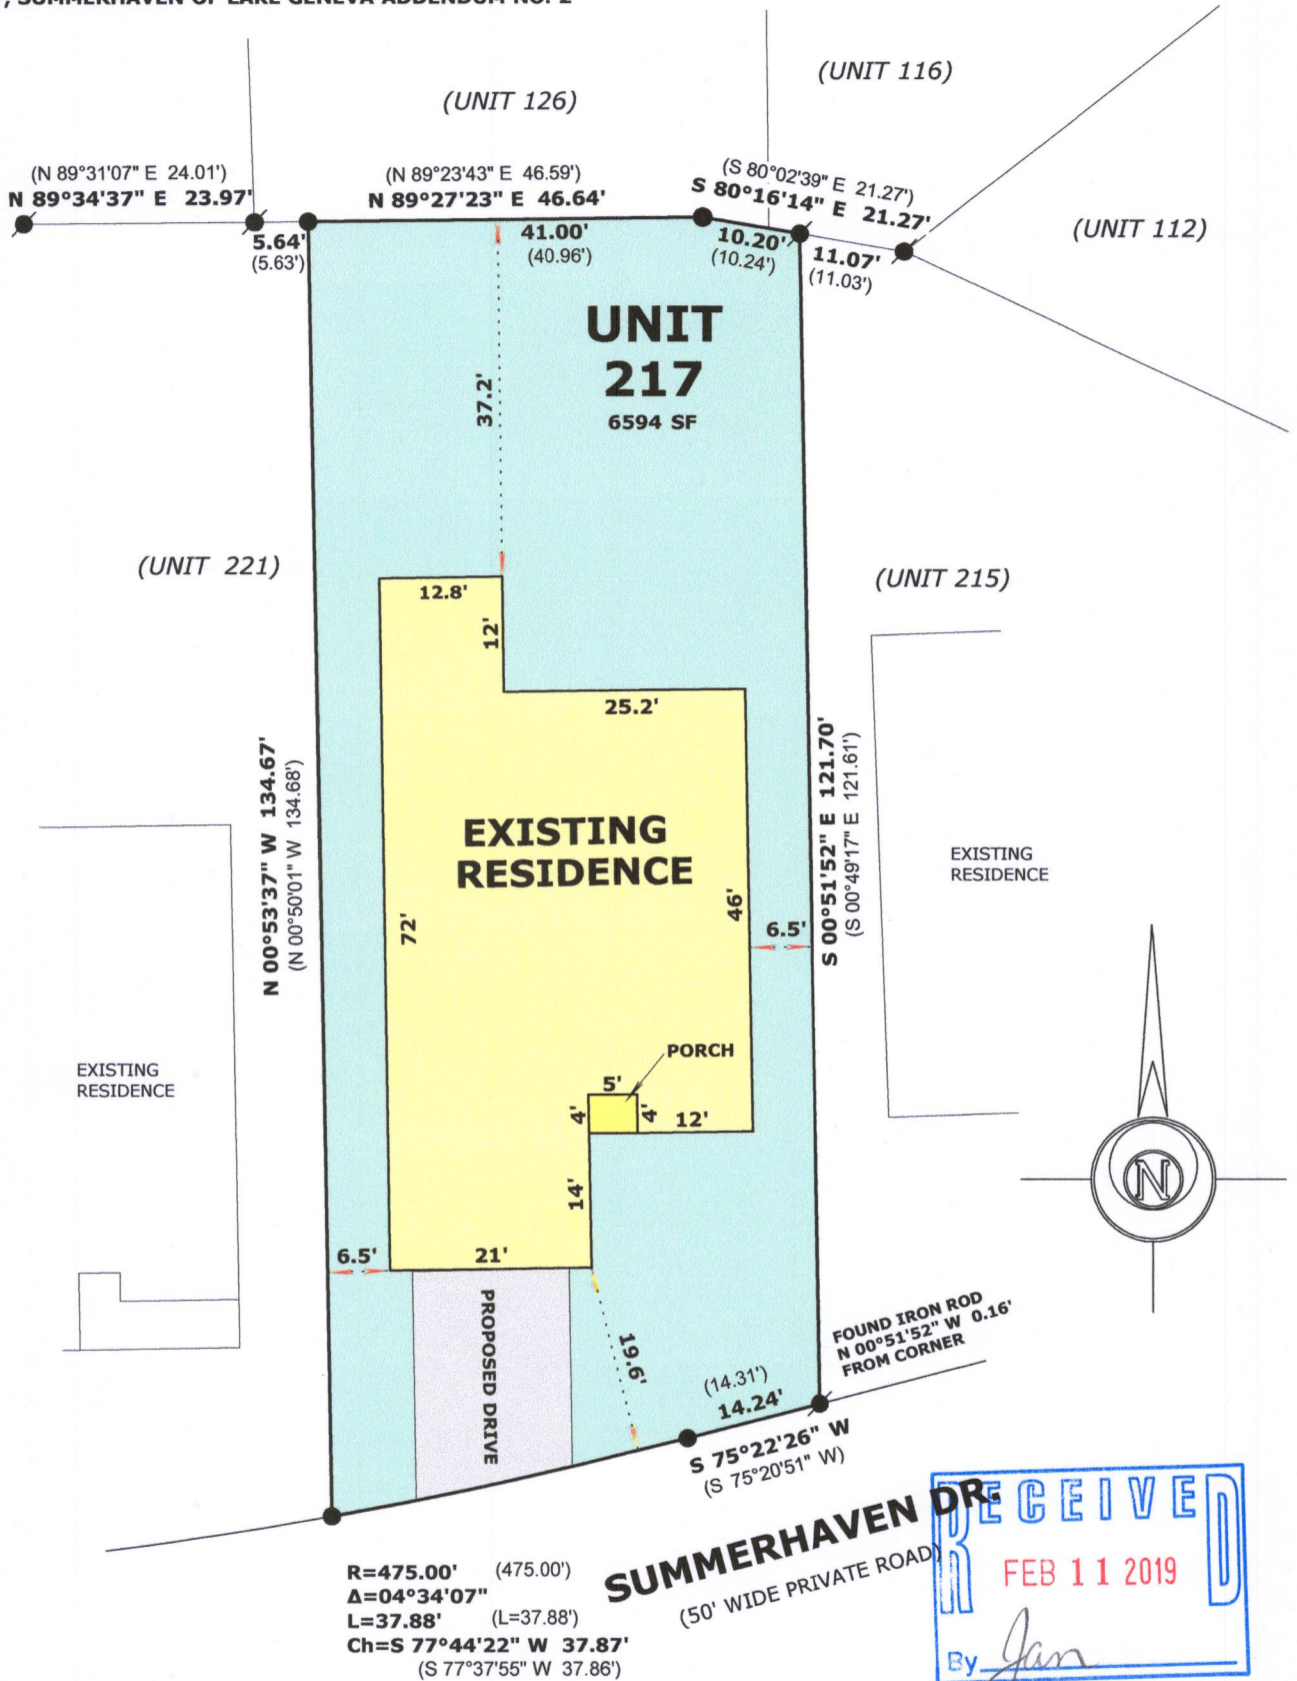 , SUMMERHAVEN OF LAKE GENEVA ADDENDUM NO. 2
(UNIT 116)
(UNIT 126)
(N 89°31'07" E 24.01')
N 89°34'37" E 23.97'
(N 89°23'43" E 46.59')
N 89°27'23" E 46.64'
(S 80°02'39" E 21.27')
S 80°16'14" E 21.27'
(UNIT 112)
5.64'
(5.63')
41.00'
(40.96')
10.20'
(10.24')
11.07'
(11.03')
UNIT
217
6594 SF
37.2'
(UNIT 221)
(UNIT 215)
12.8'
12'
25.2'
N 00°53'37" W 134.67'
(N 00°50'01" W 134.68')
S 00°51'52" E 121.70'
(S 00°49'17" E 121.61')
EXISTING
RESIDENCE
EXISTING
RESIDENCE
72'
46'
6.5'
EXISTING
RESIDENCE
PORCH
5'
4'
4'
12'
14'
N
6.5'
21'
PROPOSED DRIVE
19.6'
FOUND IRON ROD
N 00°51'52" W 0.16'
FROM CORNER
(14.31')
14.24'
S 75°22'26" W
(S 75°20'51" W)
SUMMERHAVEN DR.
(50' WIDE PRIVATE ROAD)
R=475.00' (475.00')
Δ=04°34'07"
L=37.88' (L=37.88')
Ch=S 77°44'22" W 37.87'
(S 77°37'55" W 37.86')
RECEIVED
FEB 11 2019
By Jan